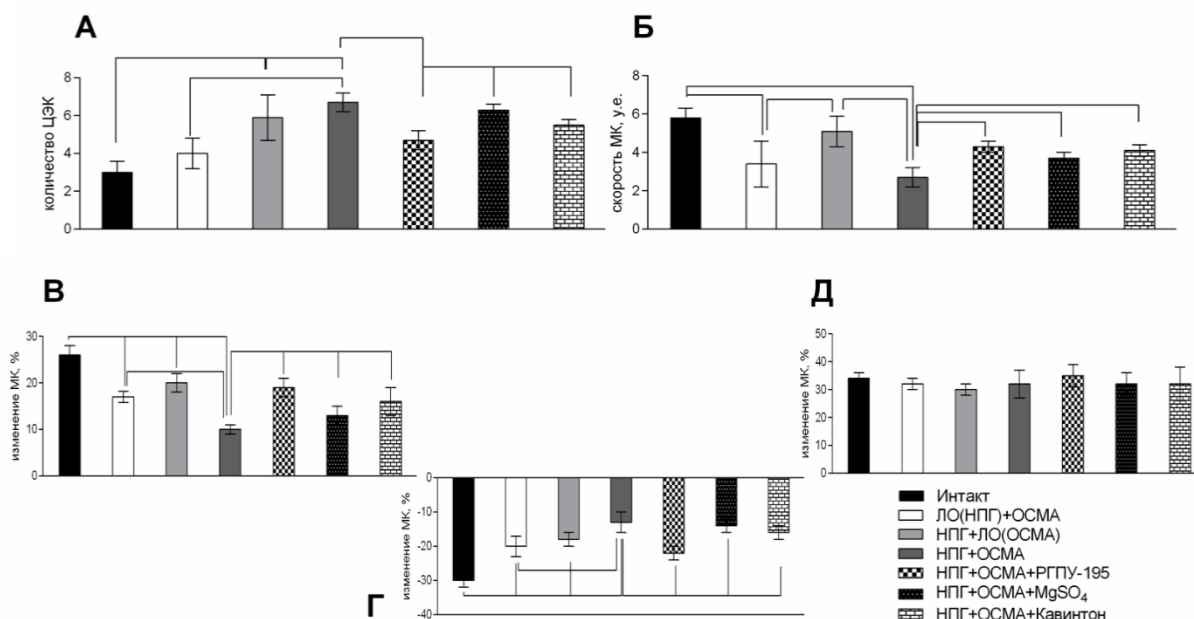 А
количество ЦЭК
8
6
4
2
0
Б
скорость МК, у.е.
8
6
4
2
0
В
изменение МК, %
30
20
10
0
Г
изменение МК, %
0
-10
-20
-30
-40
Д
изменение МК, %
50
40
30
20
10
0
Интакт
ЛО(НПГ)+ОСМА
НПГ+ЛО(ОСМА)
НПГ+ОСМА
НПГ+ОСМА+РГПУ-195
НПГ+ОСМА+MgSO₄
НПГ+ОСМА+Кавинтон